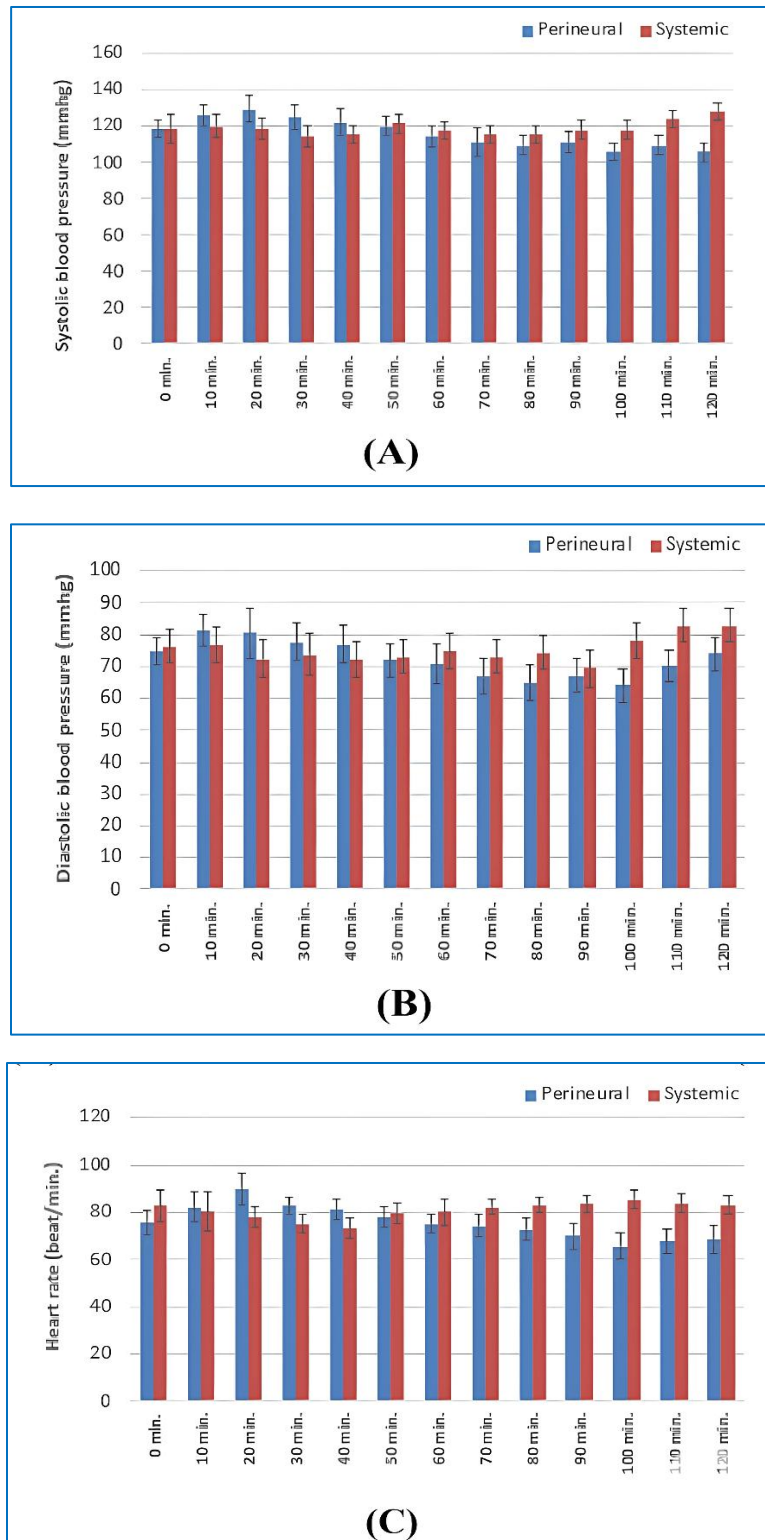 Perineural Systemic
Systolic blood pressure (mmhg)
160
140
120
100
80
60
40
20
0
0 min.
10 min.
20 min.
30 min.
40 min.
50 min.
60 min.
70 min.
80 min.
90 min.
100 min.
110 min.
120 min.
(A)
Perineural Systemic
Diastolic blood pressure (mmhg)
100
90
80
70
60
50
40
30
20
10
0
0 min.
10 min.
20 min.
30 min.
40 min.
50 min.
60 min.
70 min.
80 min.
90 min.
100 min.
110 min.
120 min.
(B)
Perineural Systemic
Heart rate (beat/min.)
120
100
80
60
40
20
0
0 min.
10 min.
20 min.
30 min.
40 min.
50 min.
60 min.
70 min.
80 min.
90 min.
100 min.
110 min.
120 min.
(C)